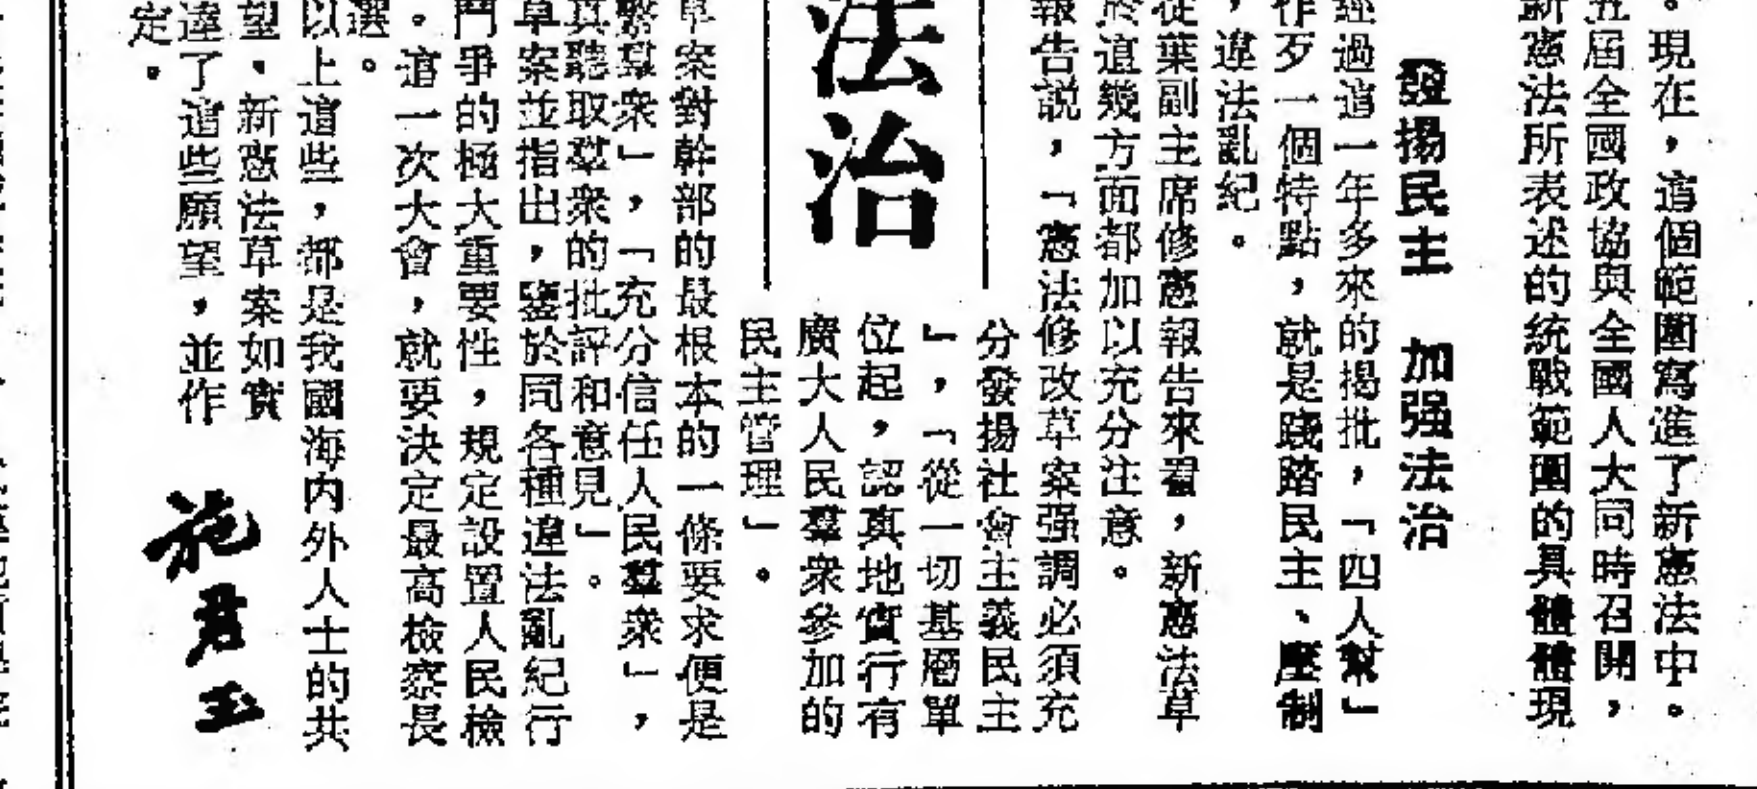 。現在，這個範圍寫進了新憲法中。
五屆全國政協與全國人大同時召開，
新憲法所表述的統戰範圍的具體體現
發揚民主　加强法治
經過這一年多來的揭批，「四人幫」
作歹一個特點，就是踐踏民主、壓制
，違法亂紀。
從葉副主席修憲報告來看，新憲法草
於這幾方面都加以充分注意。
報告説，「憲法修改草案强調必須充
分發揚社會主義民主
」，「從一切基層單
位起，認真地實行有
廣大人民羣衆參加的
民主管理」。
法治
草案對幹部的最根本的一條要求便是
繫羣衆」，「充分信任人民羣衆」，
真聽取羣衆的批評和意見」。
草案並指出，鑒於同各種違法亂紀行
鬥爭的極大重要性，規定設置人民檢
。這一次大會，就要決定最高檢察長
選。
以上這些，都是我國海内外人士的共
望，新憲法草案如實
達了這些願望，並作
定。
施君玉